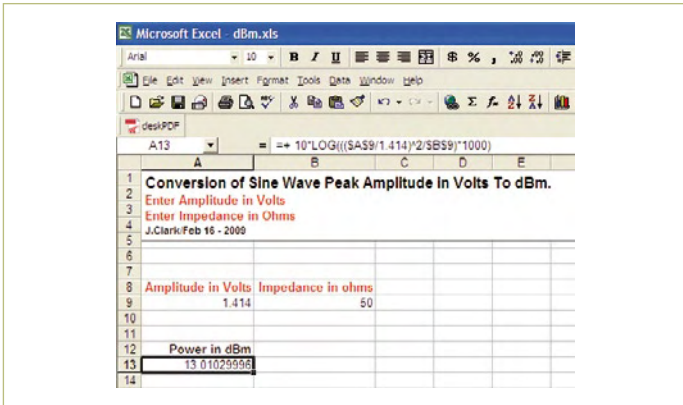 Microsoft Excel - dBm.xls
Arial 10 B I U $ % ,
File Edit View Insert Format Tools Data Window Help
deskPDF
A13 = =+ 10*LOG((($A$9/1.414)^2/$B$9)*1000)
A B C D E
1 Conversion of Sine Wave Peak Amplitude in Volts To dBm.
2 Enter Amplitude in Volts
3 Enter Impedance in Ohms
4 J.Clark/Feb 16 - 2009
5
6
7
8 Amplitude in Volts Impedance in ohms
9 1.414 50
10
11
12 Power in dBm
13 13.01029996
14